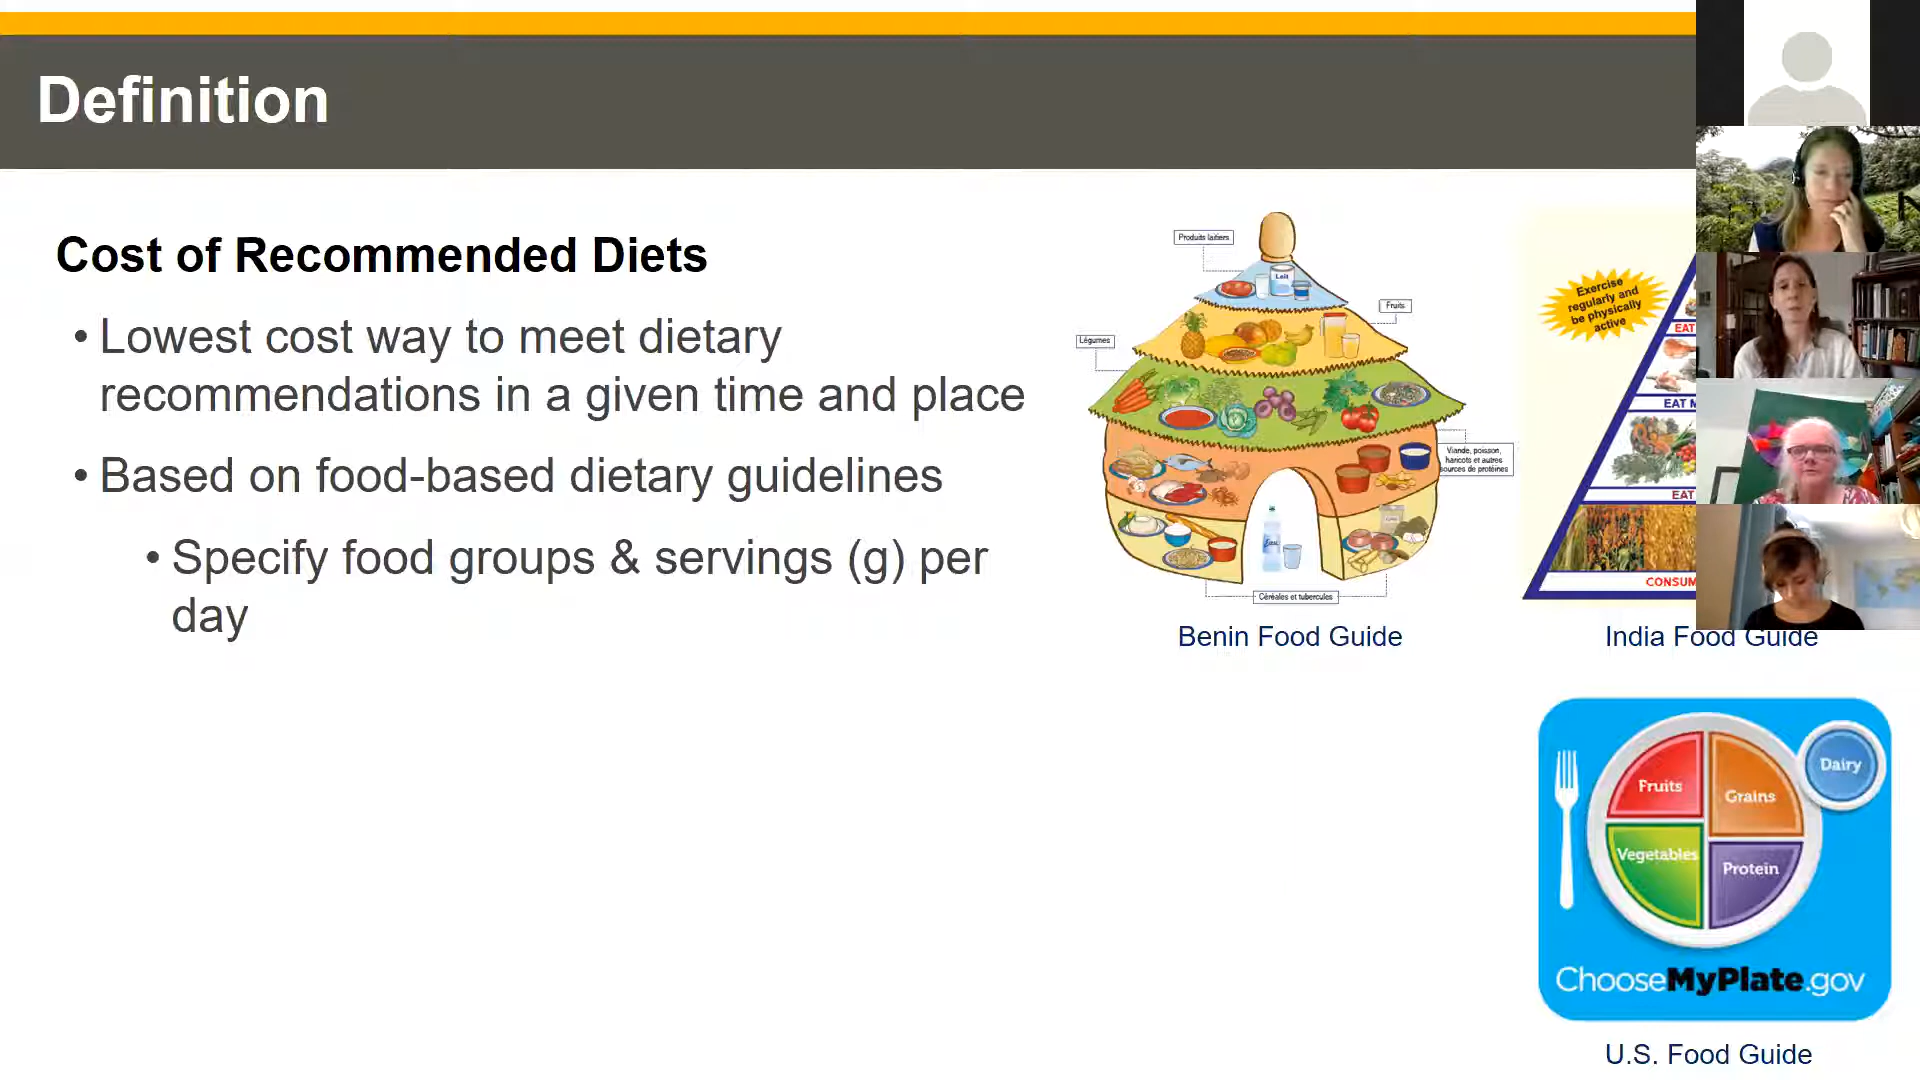 Definition
Cost of Recommended Diets
• Lowest cost way to meet dietary
recommendations in a given time and place
• Based on food-based dietary guidelines
• Specify food groups & servings (g) per
day
Produits laitiers
Lait
Fruits
Légumes
Viande, poisson,
haricots et autres
sources de protéines
Céréales et tubercules
Benin Food Guide
Exercise
regularly and
be physically
active
EAT
EAT M
EAT
CONSUM
India Food Guide
Fruits
Grains
Dairy
Vegetables
Protein
ChooseMyPlate.gov
U.S. Food Guide